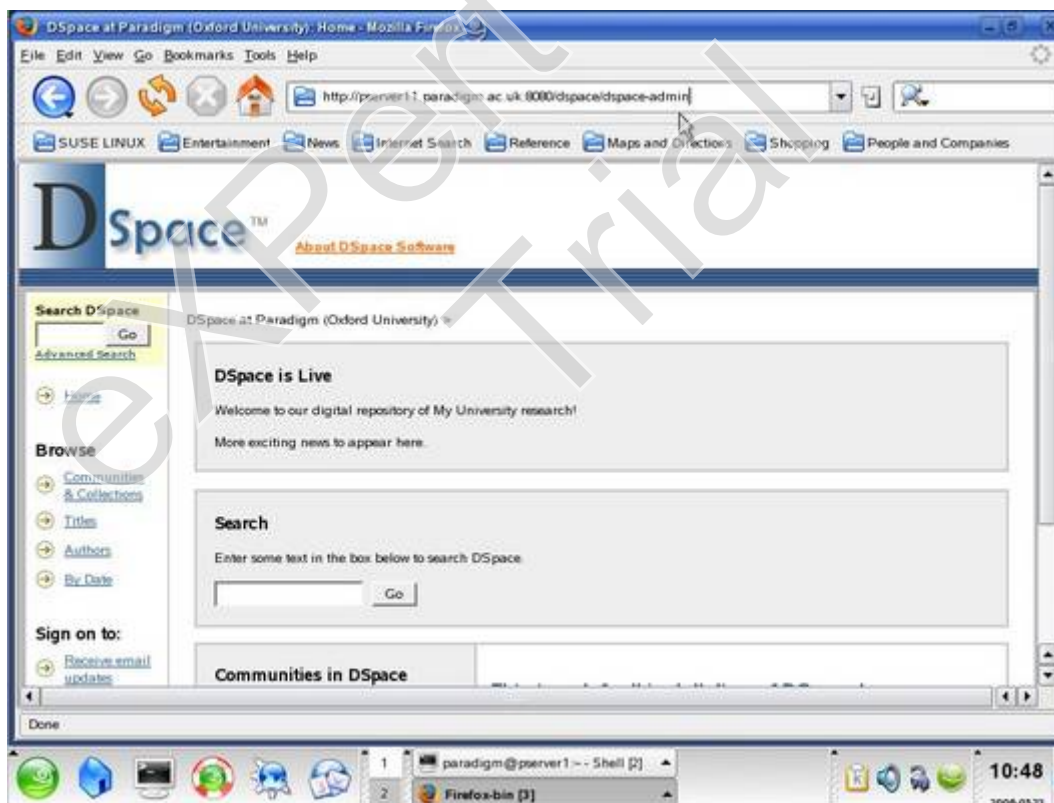 DSpace at Paradigm (Oxford University): Home - Mozilla Firefox
File Edit View Go Bookmarks Tools Help
http://pserver1.paradigm.ac.uk:8080/dspace/dspace-admin
SUSE LINUX Entertainment News Internet Search Reference Maps and Directions Shopping People and Companies
DSpace™
About DSpace Software
Search DSpace
Go
Advanced Search
Home
Browse
Communities
& Collections
Titles
Authors
By Date
Sign on to:
Receive email
updates
DSpace at Paradigm (Oxford University) >
DSpace is Live
Welcome to our digital repository of My University research!
More exciting news to appear here.
Search
Enter some text in the box below to search DSpace
Go
Communities in DSpace
Done
1
2
paradigm@pserver1:~ - Shell [2]
Firefox-bin [3]
10:48
eXPert
Trial